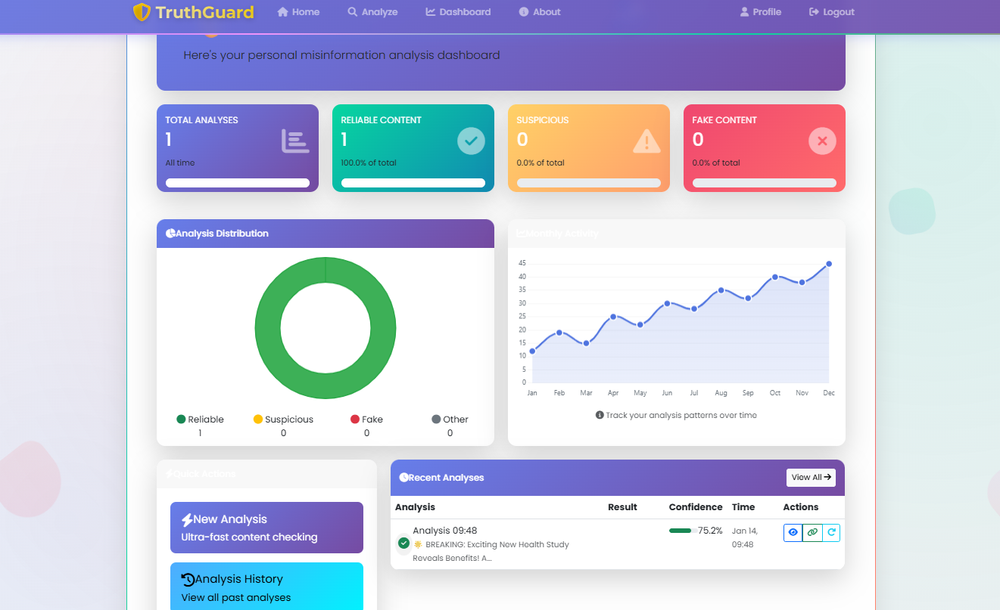 TruthGuard
Home
Analyze
Dashboard
About
Profile
Logout
Here's your personal misinformation analysis dashboard
TOTAL ANALYSES
1
All time
RELIABLE CONTENT
1
100.0% of total
SUSPICIOUS
0
0.0% of total
FAKE CONTENT
0
0.0% of total
Analysis Distribution
Reliable
1
Suspicious
0
Fake
0
Other
0
Monthly Activity
45
40
35
30
25
20
15
10
5
0
Jan Feb Mar Apr May Jun Jul Aug Sep Oct Nov Dec
Track your analysis patterns over time
Quick Actions
New Analysis
Ultra-fast content checking
Analysis History
View all past analyses
Recent Analyses
View All
Analysis Result Confidence Time Actions
Analysis 09:48
BREAKING: Exciting New Health Study
Reveals Benefits! A...
75.2%
Jan 14,
09:48